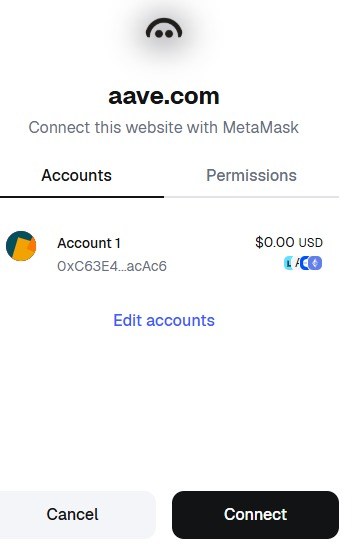 aave.com
Connect this website with MetaMask
Accounts Permissions
Account 1 $0.00 USD
0xC63E4...acAc6
Edit accounts
Cancel Connect